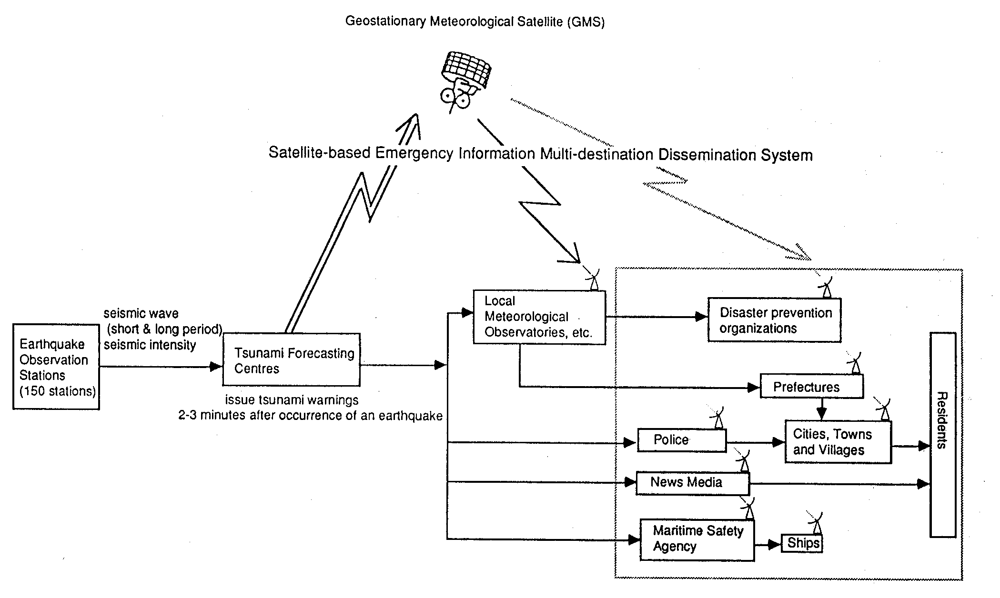 Geostationary Meteorological Satellite (GMS)
Satellite-based Emergency Information Multi-destination Dissemination System
seismic wave
(short & long period)
seismic intensity
Earthquake
Observation
Stations
(150 stations)
Tsunami Forecasting
Centres
issue tsunami warnings
2-3 minutes after occurrence of an earthquake
Local
Meteorological
Observatories, etc.
Disaster prevention
organizations
Prefectures
Police
Cities, Towns
and Villages
News Media
Maritime Safety
Agency
Ships
Residents